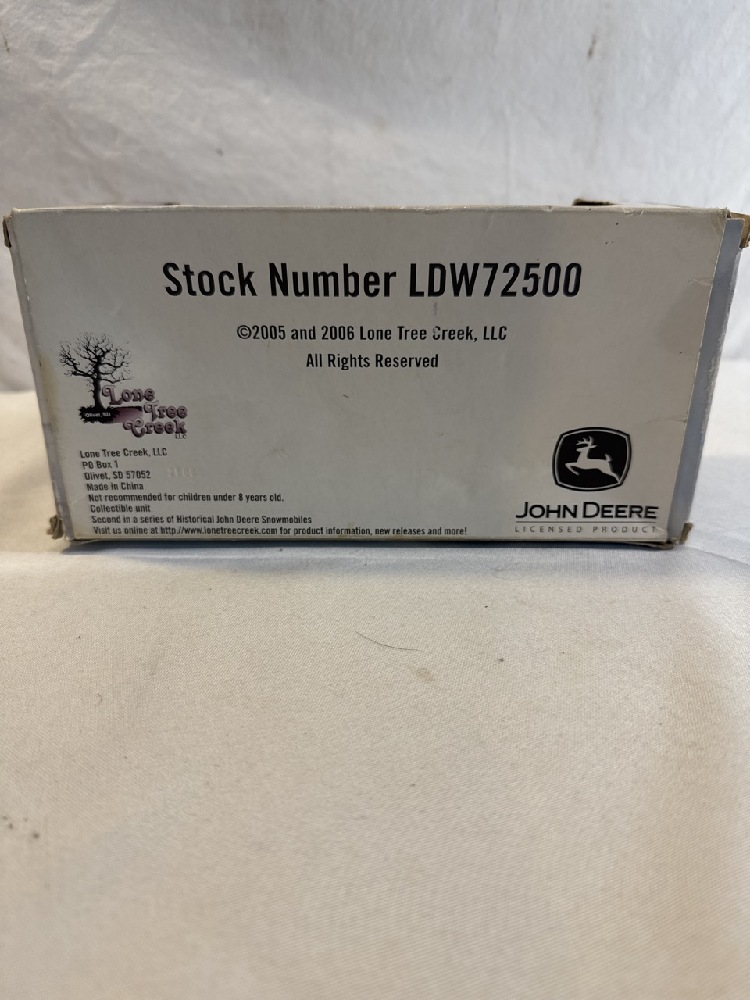 Stock Number LDW72500
©2005 and 2006 Lone Tree Creek, LLC
All Rights Reserved
Lone
Tree
Creek
LLC
Olivet, SD
Lone Tree Creek, LLC
PO Box 1
Olivet, SD 57052
Made in China
Not recommended for children under 8 years old.
Collectible unit
Second in a series of Historical John Deere Snowmobiles
Visit us online at http://www.lonetreecreek.com for product information, new releases and more!
JOHN DEERE
LICENSED PRODUCT